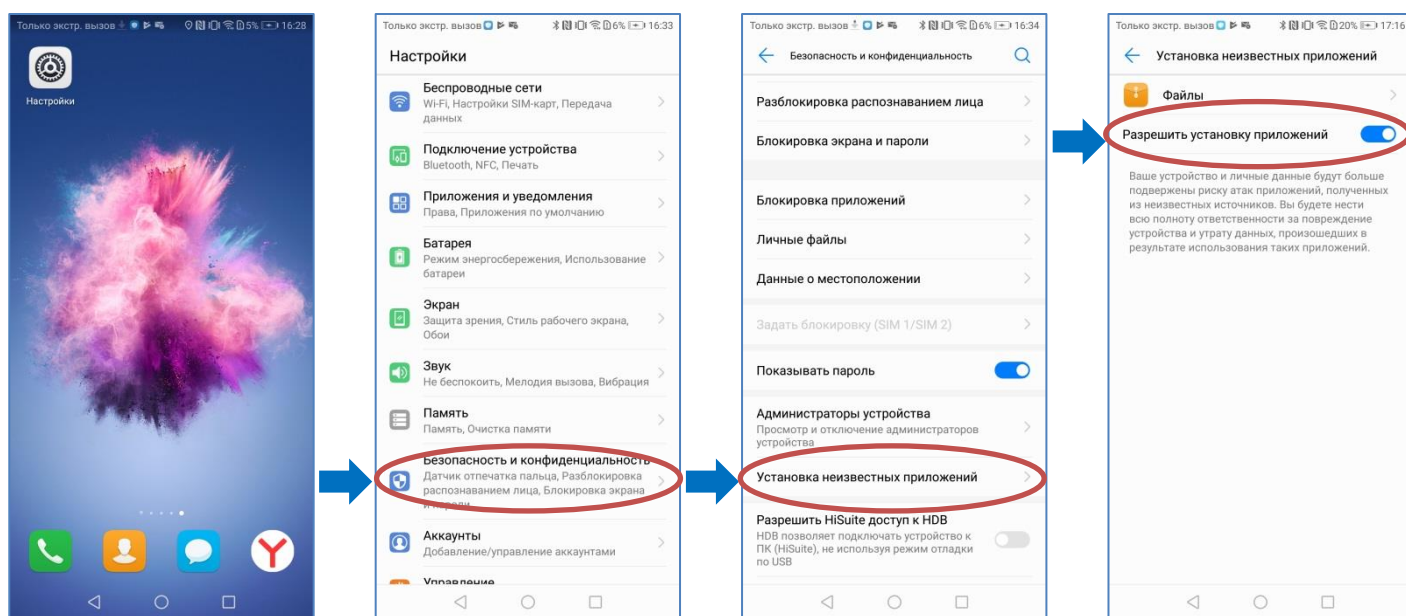 Только экстр. вызов 5% 16:28
Настройки
Только экстр. вызов 6% 16:33
Настройки
Беспроводные сети
Wi-Fi, Настройки SIM-карт, Передача
данных
Подключение устройства
Bluetooth, NFC, Печать
Приложения и уведомления
Права, Приложения по умолчанию
Батарея
Режим энергосбережения, Использование
батареи
Экран
Защита зрения, Стиль рабочего экрана,
Обои
Звук
Не беспокоить, Мелодия вызова, Вибрация
Память
Память, Очистка памяти
Безопасность и конфиденциальность
Датчик отпечатка пальца, Разблокировка
распознаванием лица, Блокировка экрана
и пароли
Аккаунты
Добавление/управление аккаунтами
Управление
Только экстр. вызов 6% 16:34
Безопасность и конфиденциальность
Разблокировка распознаванием лица
Блокировка экрана и пароли
Блокировка приложений
Личные файлы
Данные о местоположении
Задать блокировку (SIM 1/SIM 2)
Показывать пароль
Администраторы устройства
Просмотр и отключение администраторов
устройства
Установка неизвестных приложений
Разрешить HiSuite доступ к HDB
HDB позволяет подключать устройство к
ПК (HiSuite), не используя режим отладки
по USB
Только экстр. вызов 20% 17:16
Установка неизвестных приложений
Файлы
Разрешить установку приложений
Ваше устройство и личные данные будут больше
подвержены риску атак приложений, полученных
из неизвестных источников. Вы будете нести
всю полноту ответственности за повреждение
устройства и утрату данных, произошедших в
результате использования таких приложений.